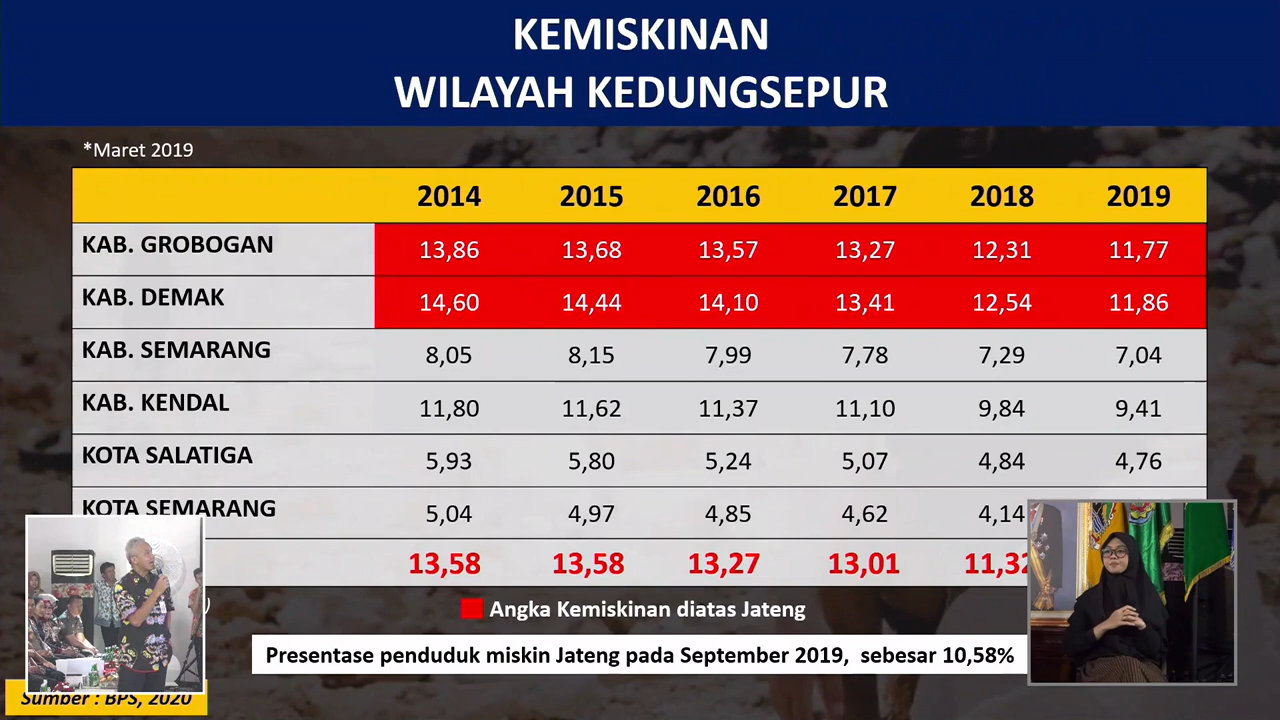 KEMISKINAN
WILAYAH KEDUNGSEPUR
*Maret 2019
2014 2015 2016 2017 2018 2019
KAB. GROBOGAN 13,86 13,68 13,57 13,27 12,31 11,77
KAB. DEMAK 14,60 14,44 14,10 13,41 12,54 11,86
KAB. SEMARANG 8,05 8,15 7,99 7,78 7,29 7,04
KAB. KENDAL 11,80 11,62 11,37 11,10 9,84 9,41
KOTA SALATIGA 5,93 5,80 5,24 5,07 4,84 4,76
KOTA SEMARANG 5,04 4,97 4,85 4,62 4,14
13,58 13,58 13,27 13,01 11,32
Angka Kemiskinan diatas Jateng
Presentase penduduk miskin Jateng pada September 2019, sebesar 10,58%
Sumber : BPS, 2020